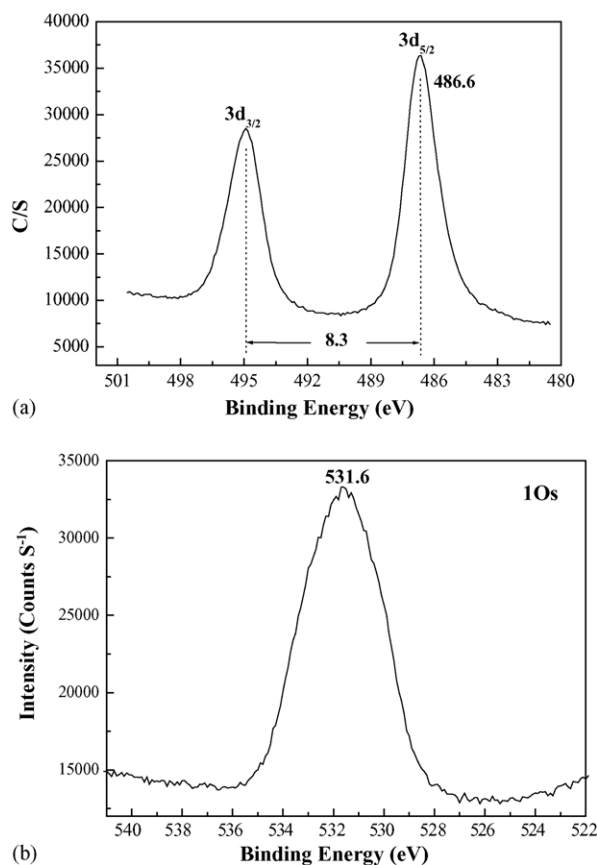 40000
35000
30000
25000
20000
15000
10000
5000
C/S
3d3/2
3d5/2
486.6
8.3
501 498 495 492 489 486 483 480
Binding Energy (eV)
(a)
35000
30000
25000
33000
15000
Intensity (Counts S-1)
531.6
1Os
540 538 536 534 532 530 528 526 524 522
Binding Energy (eV)
(b)